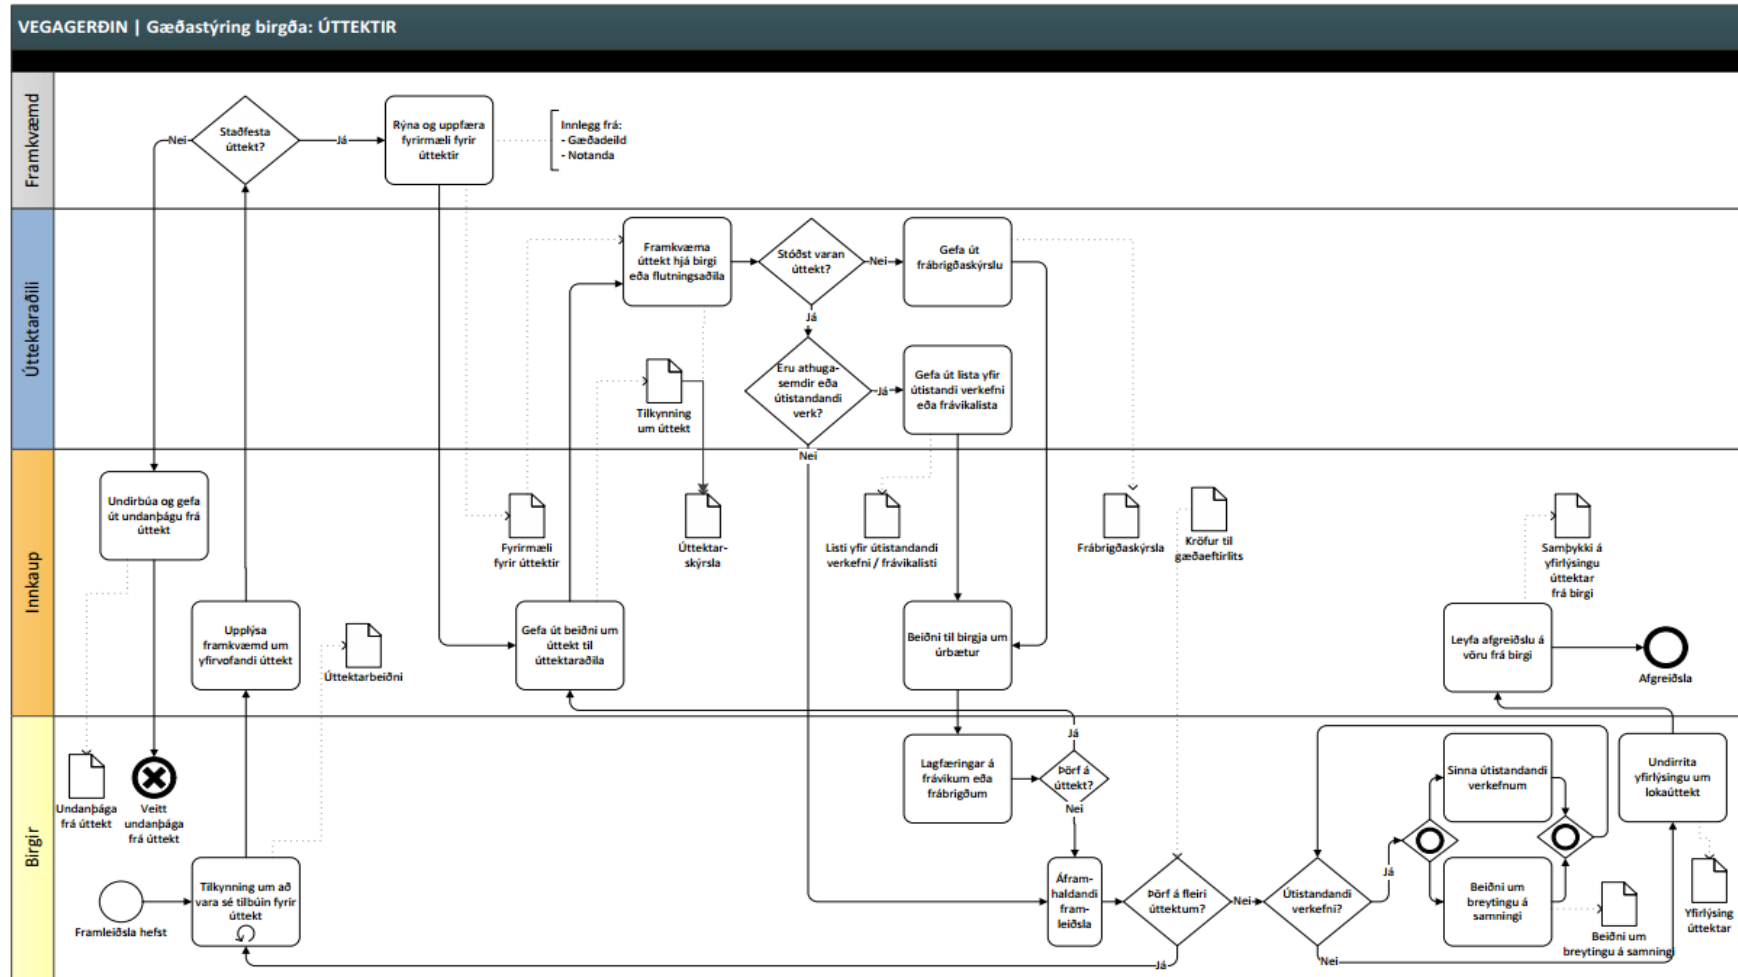 VEGAGERÐIN | Gæðastýring birgða: ÚTTEKTIR
Framkvæmd
Nei
Staðfesta
úttekt?
Já
Rýna og uppfæra
fyrirmæli fyrir
úttektir
Innlegg frá:
- Gæðadeild
- Notanda
Úttektaraðili
Framkvæma
úttekt hjá birgi
eða flutningsaðila
Stóðst varan
úttekt?
Nei
Gefa út
frábrigðaskýrslu
Já
Eru athuga-
semdir eða
útistandandi
verk?
Já
Gefa út lista yfir
útistandi verkefni
eða frávikalista
Tilkynning
um úttekt
Nei
Innkaup
Undirbúa og gefa
út undanþágu frá
úttekt
Fyrirmæli
fyrir úttektir
Úttektar-
skýrsla
Listi yfir útistandandi
verkefni / frávikalisti
Frábrigðaskýrsla
Kröfur til
gæðaeftirlits
Samþykki á
yfirlýsingu
úttektar
frá birgi
Upplýsa
framkvæmd um
yfirvofandi úttekt
Úttektarbeiðni
Gefa út beiðni um
úttekt til
úttektaraðila
Beiðni til birgja um
úrbætur
Leyfa afgreiðslu á
vöru frá birgi
Afgreiðsla
Birgir
Undanþága
frá úttekt
Veitt
undanþága
frá úttekt
Lagfæringar á
frávikum eða
frábrigðum
Já
Þörf á
úttekt?
Nei
Sinna útistandandi
verkefnum
Undirrita
yfirlýsingu um
lokaúttekt
Framleiðsla hefst
Tilkynning um að
vara sé tilbúin fyrir
úttekt
Áfram-
haldandi
fram-
leiðsla
Þörf á fleiri
úttektum?
Nei
Útistandandi
verkefni?
Já
Beiðni um
breytingu á
samningi
Beiðni um
breytingu á samningi
Yfirlýsing
úttektar
Já
Nei